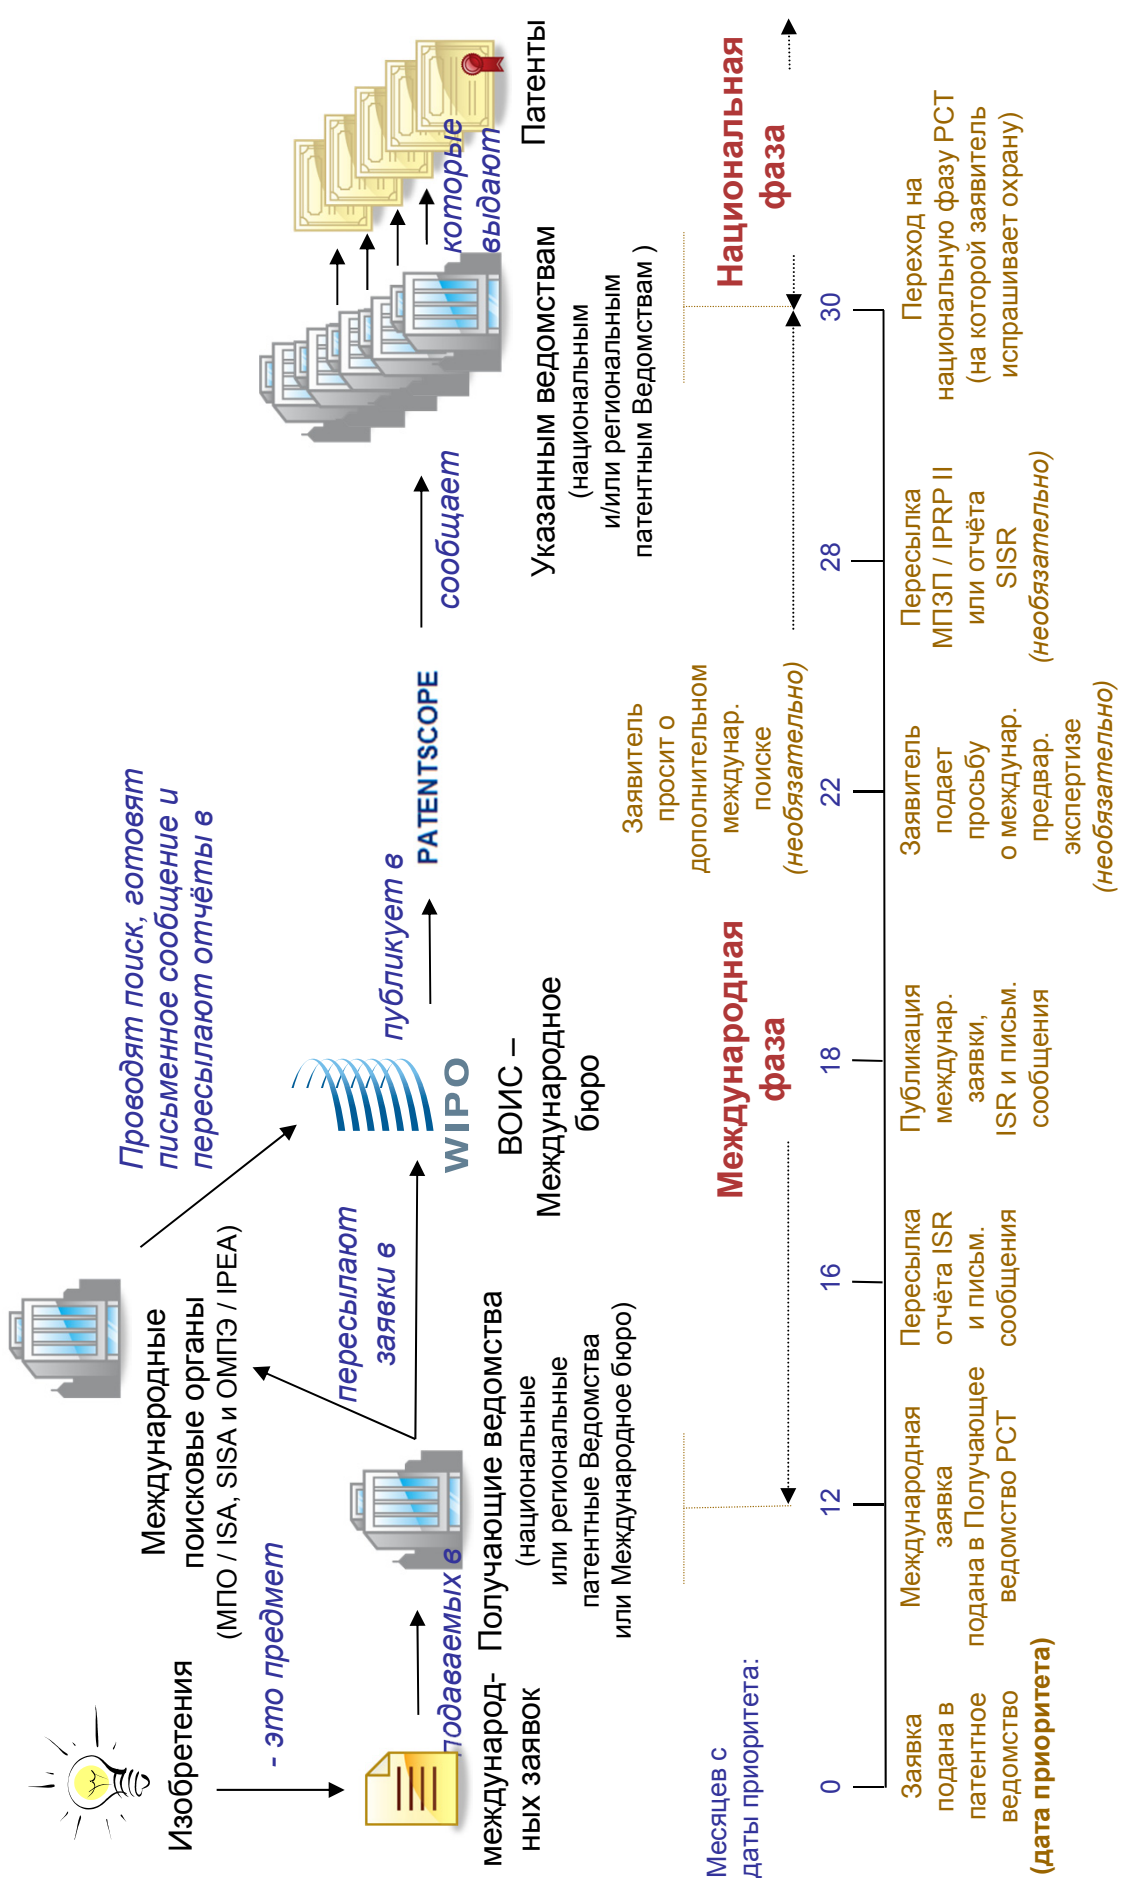 Изобретения
- это предмет
международ-
ных заявок
подаваемых в
Получающие ведомства
(национальные
или региональные
патентные Ведомства
или Международное бюро)
Международные
поисковые органы
(МПО / ISA, SISA и ОМПЭ / IPEA)
пересылают
заявки в
Проводят поиск, готовят
письменное сообщение и
пересылают отчёты в
WIPO
ВОИС –
Международное
бюро
публикует в
PATENTSCOPE
сообщает
Указанным ведомствам
(национальным
и/или региональным
патентным Ведомствам )
которые
выдают
Патенты
Месяцев с
даты приоритета:
Международная
фаза
Национальная
фаза
Заявитель
просит о
дополнительном
междунар.
поиске
(необязательно)
0
12
16
18
22
28
30
Заявка
подана в
патентное
ведомство
(дата приоритета)
Международная
заявка
подана в Получающее
ведомство РСТ
Пересылка
отчёта ISR
и письм.
сообщения
Публикация
междунар.
заявки,
ISR и письм.
сообщения
Заявитель
подает
просьбу
о междунар.
предвар.
экспертизе
(необязательно)
Пересылка
МПЗП / IPRP II
или отчёта
SISR
(необязательно)
Переход на
национальную фазу РСТ
(на которой заявитель
испрашивает охрану)